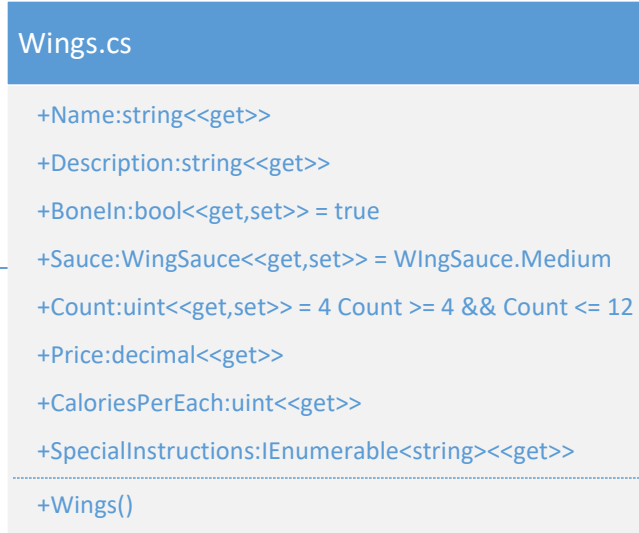 Wings.cs
+Name:string<<get>>
+Description:string<<get>>
+BoneIn:bool<<get,set>> = true
+Sauce:WingSauce<<get,set>> = WIngSauce.Medium
+Count:uint<<get,set>> = 4 Count >= 4 && Count <= 12
+Price:decimal<<get>>
+CaloriesPerEach:uint<<get>>
+SpecialInstructions:IEnumerable<string><<get>>
+Wings()